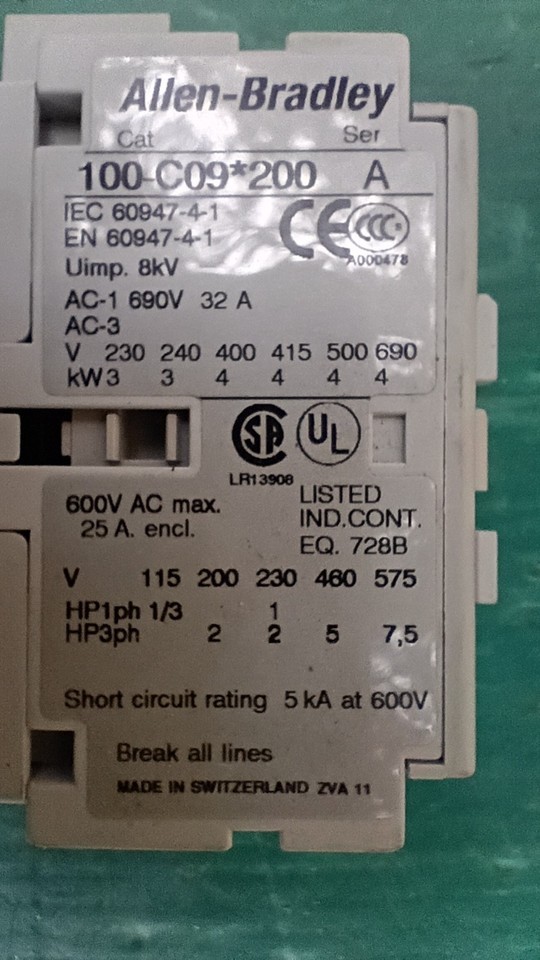 Allen-Bradley
Cat Ser
100-C09*200 A
IEC 60947-4-1
EN 60947-4-1
CE CCC
A000478
Uimp. 8kV
AC-1 690V 32 A
AC-3
V 230 240 400 415 500 690
kW 3 3 4 4 4 4
SA UL
LR13908
600V AC max.
25 A. encl.
LISTED
IND.CONT.
EQ. 728B
V 115 200 230 460 575
HP1ph 1/3 1
HP3ph 2 2 5 7,5
Short circuit rating 5 kA at 600V
Break all lines
MADE IN SWITZERLAND ZVA 11